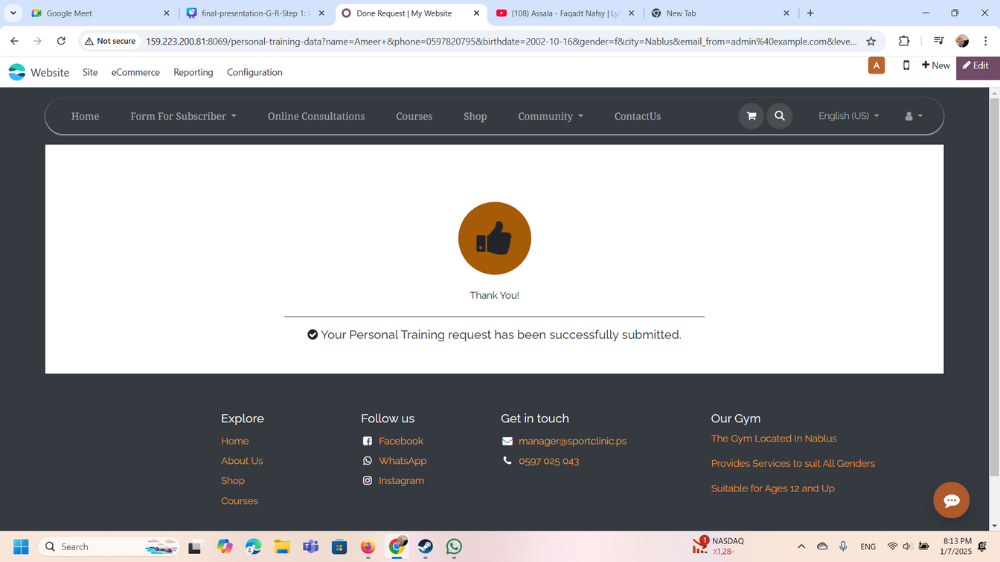 Google Meet
final-presentation-G-R-Step 1: I
Done Request | My Website
(108) Assala - Faqadt Nafsy | Ly
New Tab
Not secure
159.223.200.81:8069/personal-training-data?name=Ameer+&phone=0597820795&birthdate=2002-10-16&gender=f&city=Nablus&email_from=admin%40example.com&leve...
Website
Site
eCommerce
Reporting
Configuration
A
New
Edit
Home
Form For Subscriber
Online Consultations
Courses
Shop
Community
ContactUs
English (US)
Thank You!
Your Personal Training request has been successfully submitted.
Explore
Home
About Us
Shop
Courses
Follow us
Facebook
WhatsApp
Instagram
Get in touch
manager@sportclinic.ps
0597 025 043
Our Gym
The Gym Located In Nablus
Provides Services to suit All Genders
Suitable for Ages 12 and Up
Search
1
NASDAQ
٪1,28-
ENG
8:13 PM
1/7/2025